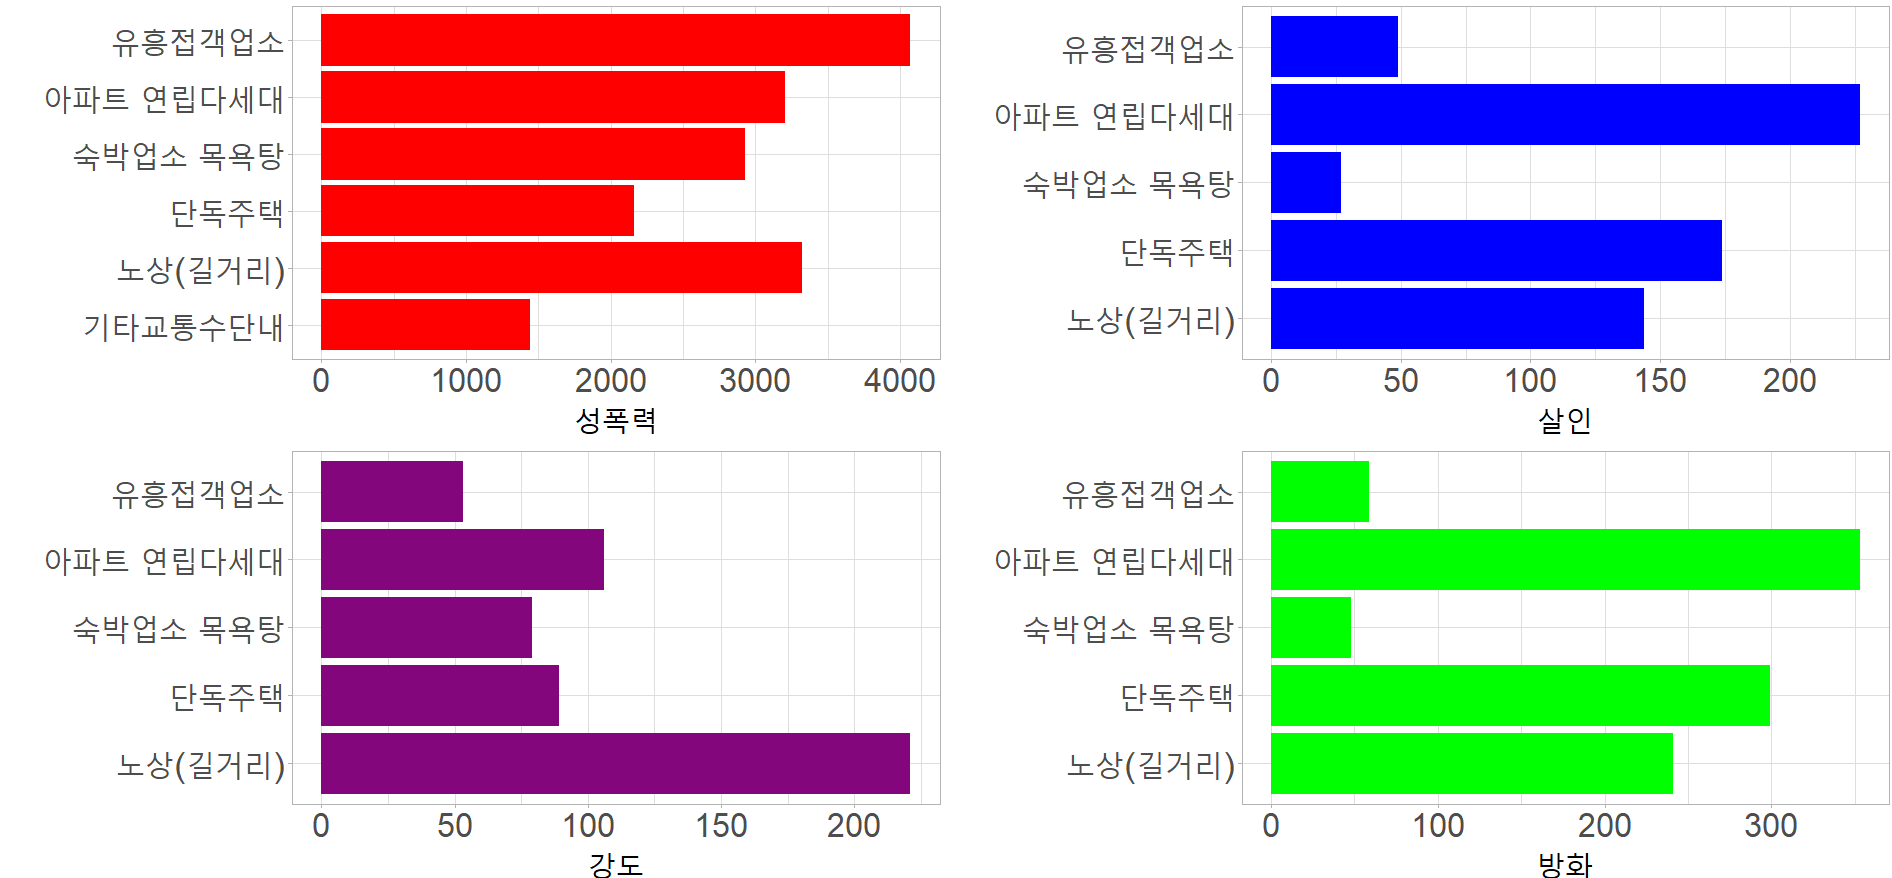 유흥접객업소
아파트 연립다세대
숙박업소 목욕탕
단독주택
노상(길거리)
기타교통수단내
0 1000 2000 3000 4000
성폭력
유흥접객업소
아파트 연립다세대
숙박업소 목욕탕
단독주택
노상(길거리)
0 50 100 150 200
살인
유흥접객업소
아파트 연립다세대
숙박업소 목욕탕
단독주택
노상(길거리)
0 50 100 150 200
강도
유흥접객업소
아파트 연립다세대
숙박업소 목욕탕
단독주택
노상(길거리)
0 100 200 300
방화